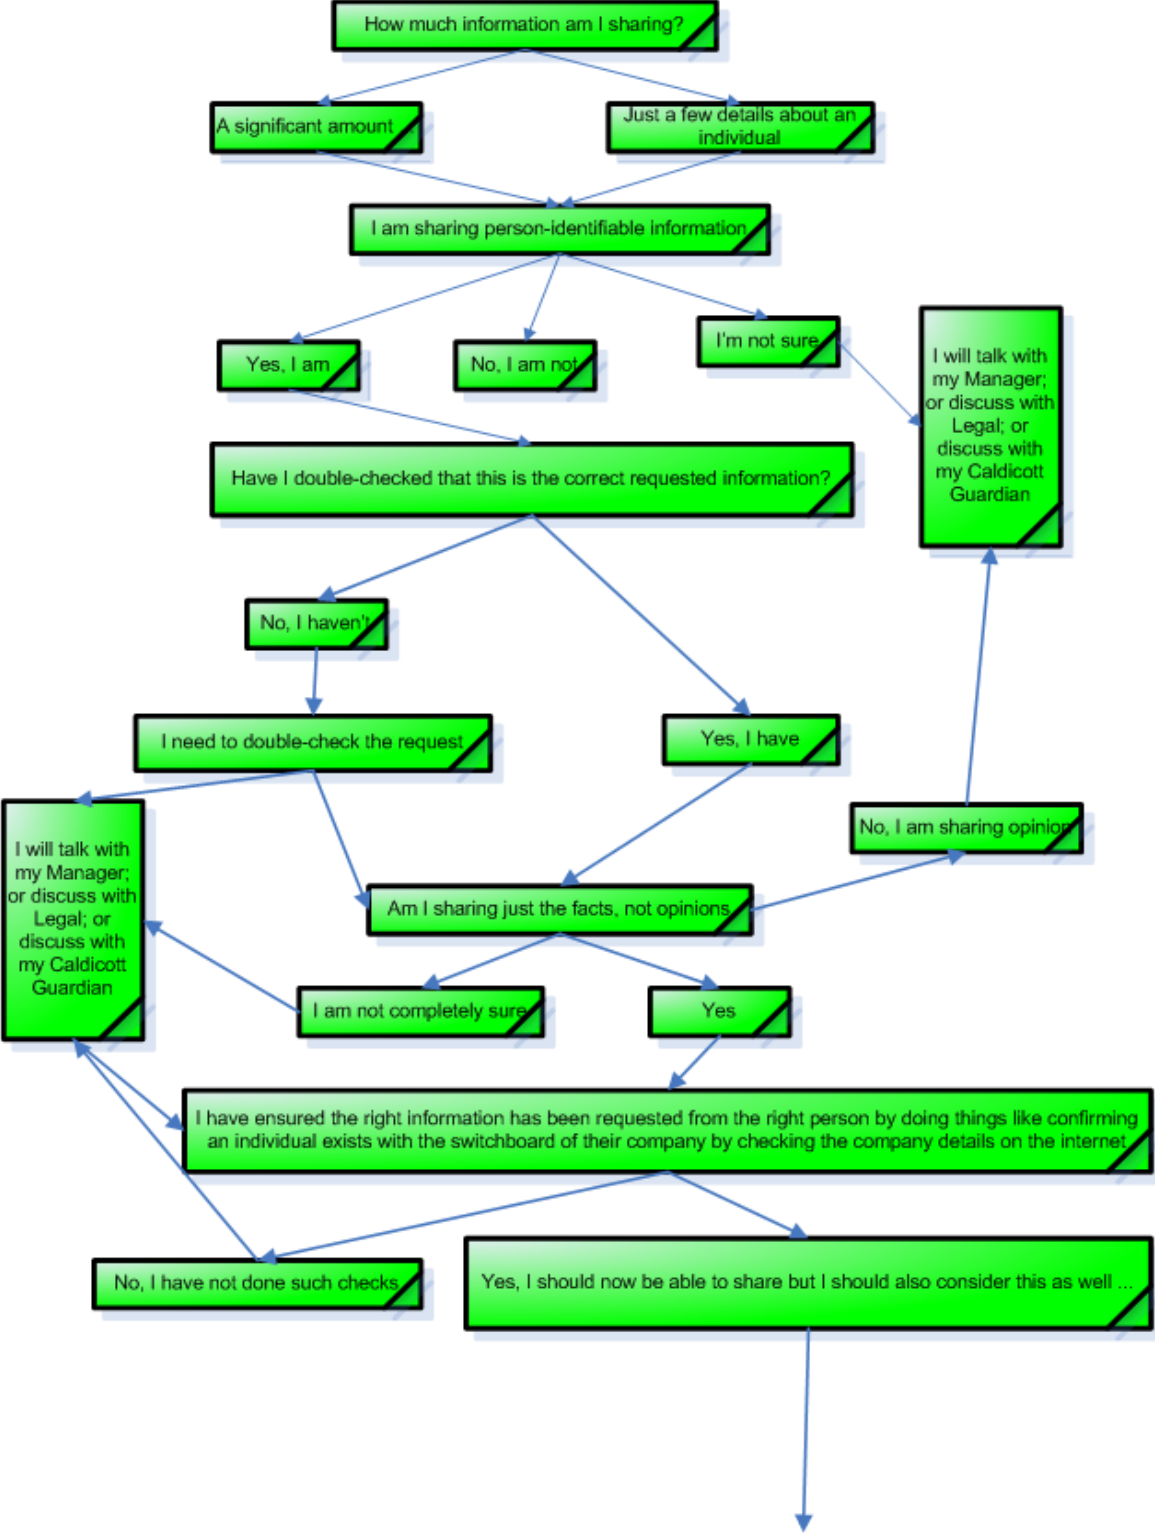 How much information am I sharing?
A significant amount
Just a few details about an
individual
I am sharing person-identifiable information
Yes, I am
No, I am not
I'm not sure
I will talk with
my Manager;
or discuss with
Legal; or
discuss with
my Caldicott
Guardian
Have I double-checked that this is the correct requested information?
No, I haven't
I need to double-check the request
Yes, I have
No, I am sharing opinion
I will talk with
my Manager;
or discuss with
Legal; or
discuss with
my Caldicott
Guardian
Am I sharing just the facts, not opinions
I am not completely sure
Yes
I have ensured the right information has been requested from the right person by doing things like confirming
an individual exists with the switchboard of their company by checking the company details on the internet
No, I have not done such checks
Yes, I should now be able to share but I should also consider this as well ...